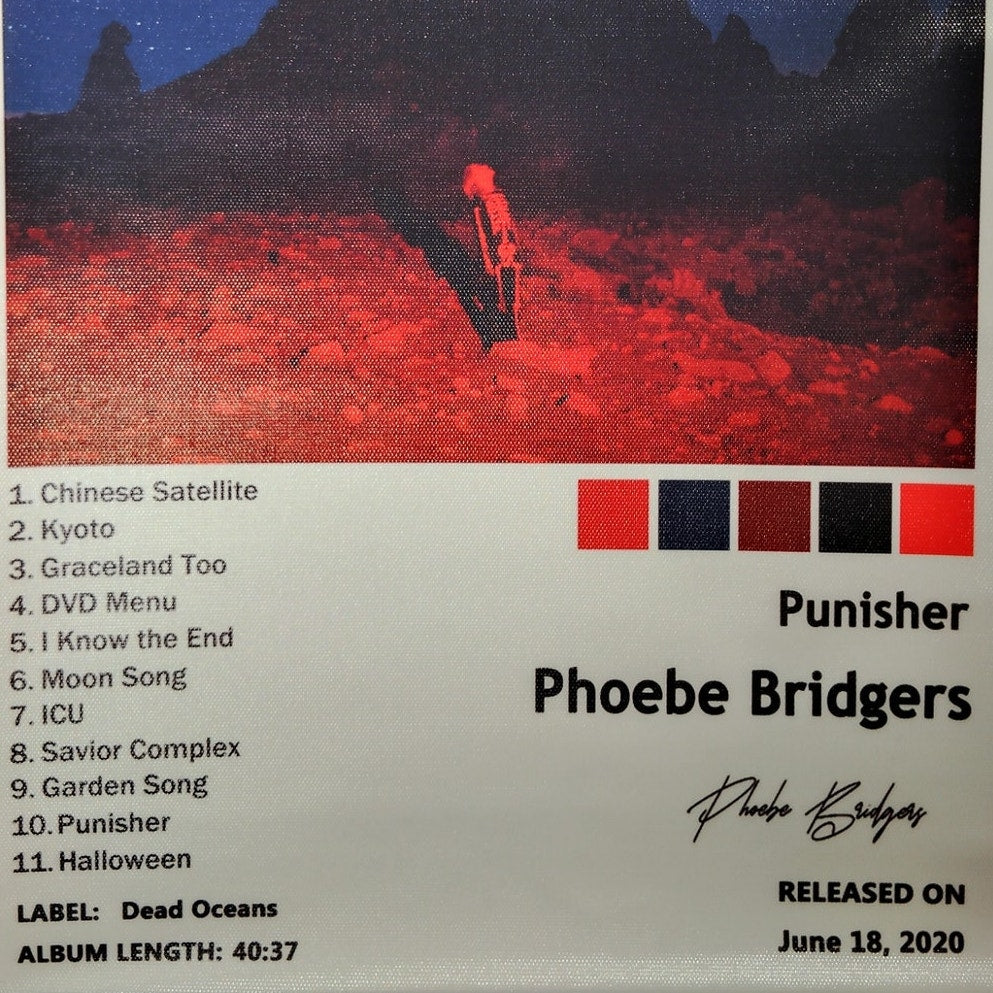 1. Chinese Satellite
2. Kyoto
3. Graceland Too
4. DVD Menu
5. I Know the End
6. Moon Song
7. ICU
8. Savior Complex
9. Garden Song
10. Punisher
11. Halloween
LABEL: Dead Oceans
ALBUM LENGTH: 40:37
Punisher
Phoebe Bridgers
Phoebe Bridgers
RELEASED ON
June 18, 2020